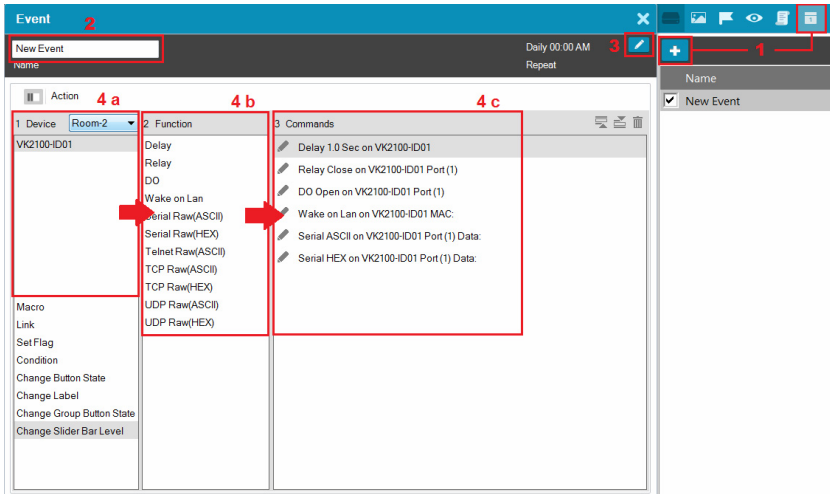 Event
2
New Event
Name
Daily 00:00 AM
Repeat
3
1
Name
New Event
Action
4 a
4 b
4 c
1 Device
Room-2
2 Function
3 Commands
VK2100-ID01
Macro
Link
Set Flag
Condition
Change Button State
Change Label
Change Group Button State
Change Slider Bar Level
Delay
Relay
DO
Wake on Lan
Serial Raw(ASCII)
Serial Raw(HEX)
Telnet Raw(ASCII)
TCP Raw(ASCII)
TCP Raw(HEX)
UDP Raw(ASCII)
UDP Raw(HEX)
Delay 1.0 Sec on VK2100-ID01
Relay Close on VK2100-ID01 Port (1)
DO Open on VK2100-ID01 Port (1)
Wake on Lan on VK2100-ID01 MAC:
Serial ASCII on VK2100-ID01 Port (1) Data:
Serial HEX on VK2100-ID01 Port (1) Data: